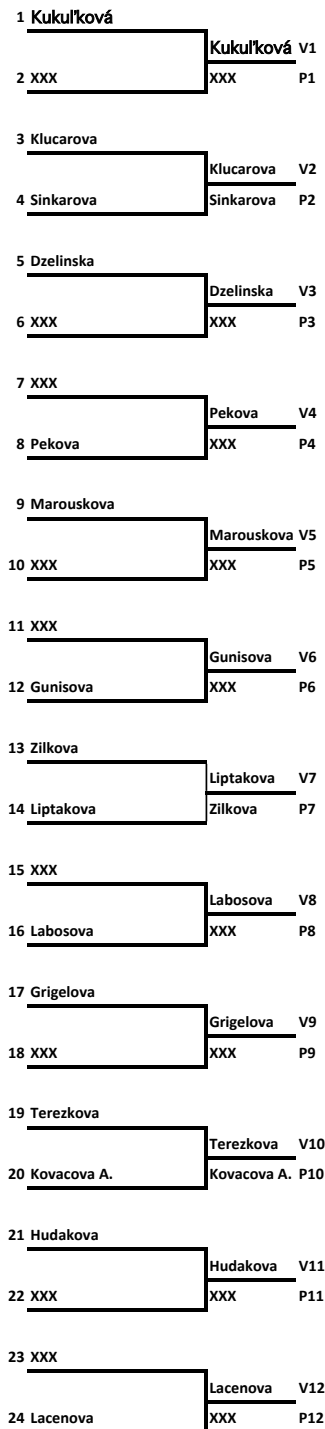 1 Kukuľková
Kukuľková V1
2 XXX XXX P1
3 Klucarova
Klucarova V2
4 Sinkarova Sinkarova P2
5 Dzelinska
Dzelinska V3
6 XXX XXX P3
7 XXX
Pekova V4
8 Pekova XXX P4
9 Marouskova
Marouskova V5
10 XXX XXX P5
11 XXX
Gunisova V6
12 Gunisova XXX P6
13 Zilkova
Liptakova V7
14 Liptakova Zilkova P7
15 XXX
Labosova V8
16 Labosova XXX P8
17 Grigelova
Grigelova V9
18 XXX XXX P9
19 Terezkova
Terezkova V10
20 Kovacova A. Kovacova A. P10
21 Hudakova
Hudakova V11
22 XXX XXX P11
23 XXX
Lacenova V12
24 Lacenova XXX P12